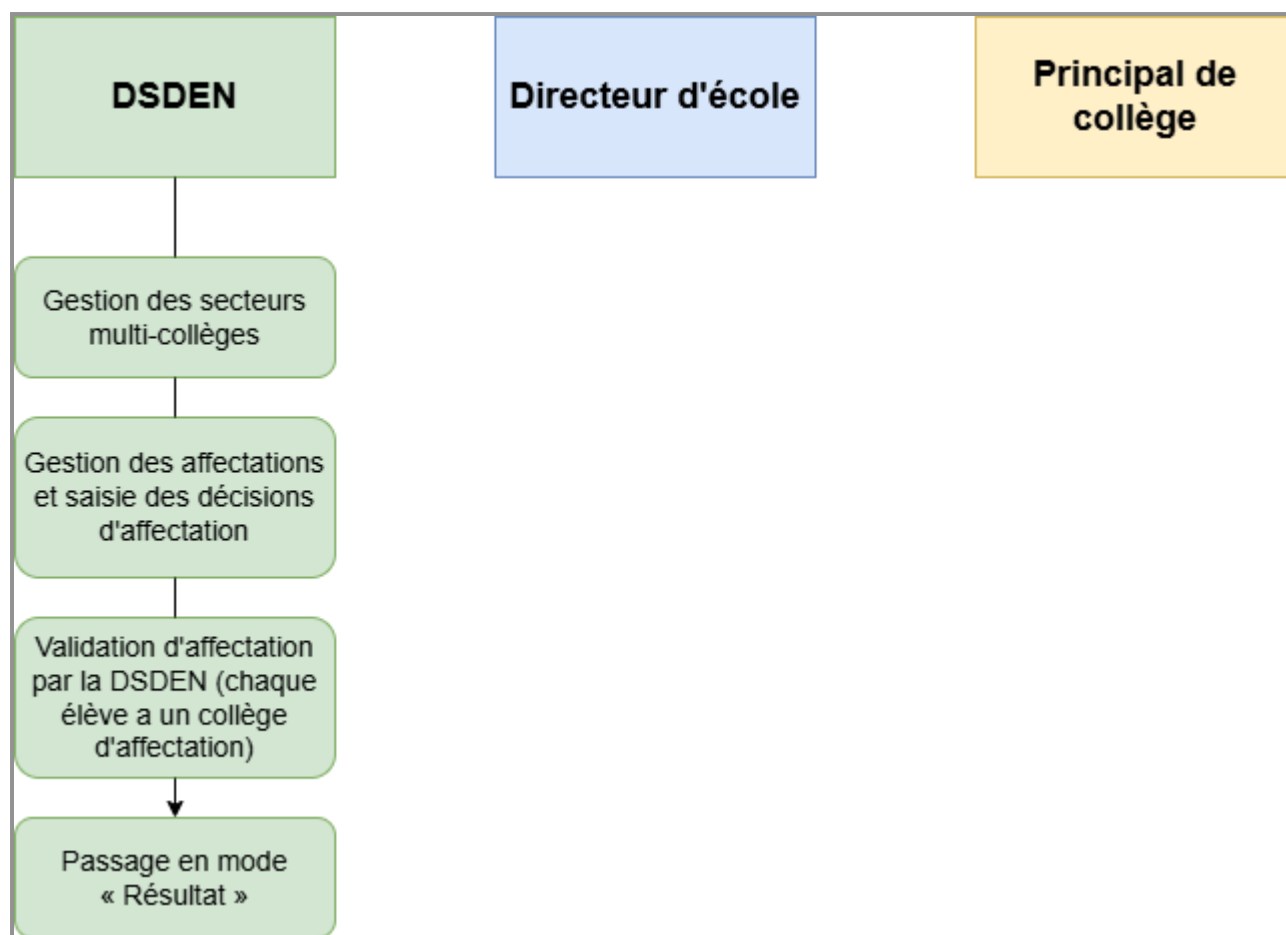 DSDEN
Directeur d'école
Principal de
collège
Gestion des secteurs
multi-collèges
Gestion des affectations
et saisie des décisions
d'affectation
Validation d'affectation
par la DSDEN (chaque
élève a un collège
d'affectation)
Passage en mode
« Résultat »